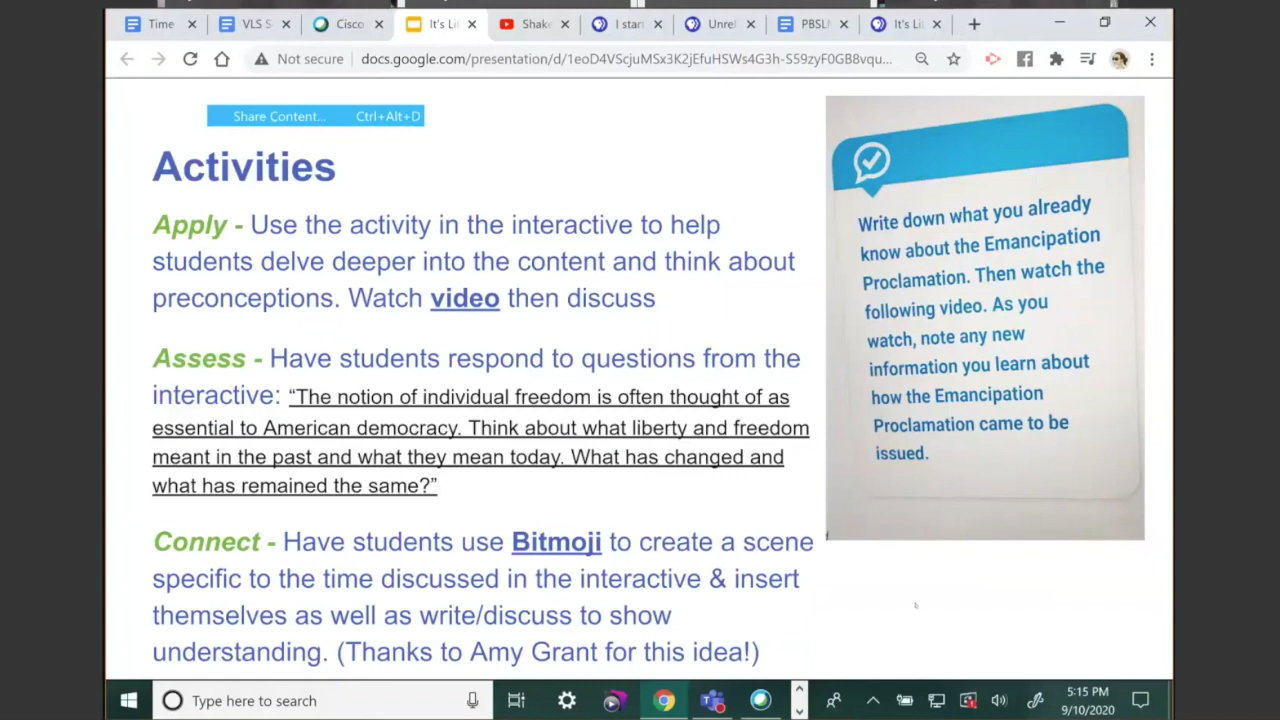 Time
VLS S
Cisco
It's Li
Shake
I start
Unrel
PBSLM
It's Li
Not secure
docs.google.com/presentation/d/1eoD4VScjuMSx3K2jEfuHSWs4G3h-S59zyF0GB8vqu...
Share Content... Ctrl+Alt+D
Activities
Apply - Use the activity in the interactive to help
students delve deeper into the content and think about
preconceptions. Watch video then discuss
Assess - Have students respond to questions from the
interactive: “The notion of individual freedom is often thought of as
essential to American democracy. Think about what liberty and freedom
meant in the past and what they mean today. What has changed and
what has remained the same?”
Connect - Have students use Bitmoji to create a scene
specific to the time discussed in the interactive & insert
themselves as well as write/discuss to show
understanding. (Thanks to Amy Grant for this idea!)
Write down what you already
know about the Emancipation
Proclamation. Then watch the
following video. As you
watch, note any new
information you learn about
how the Emancipation
Proclamation came to be
issued.
Type here to search
5:15 PM
9/10/2020